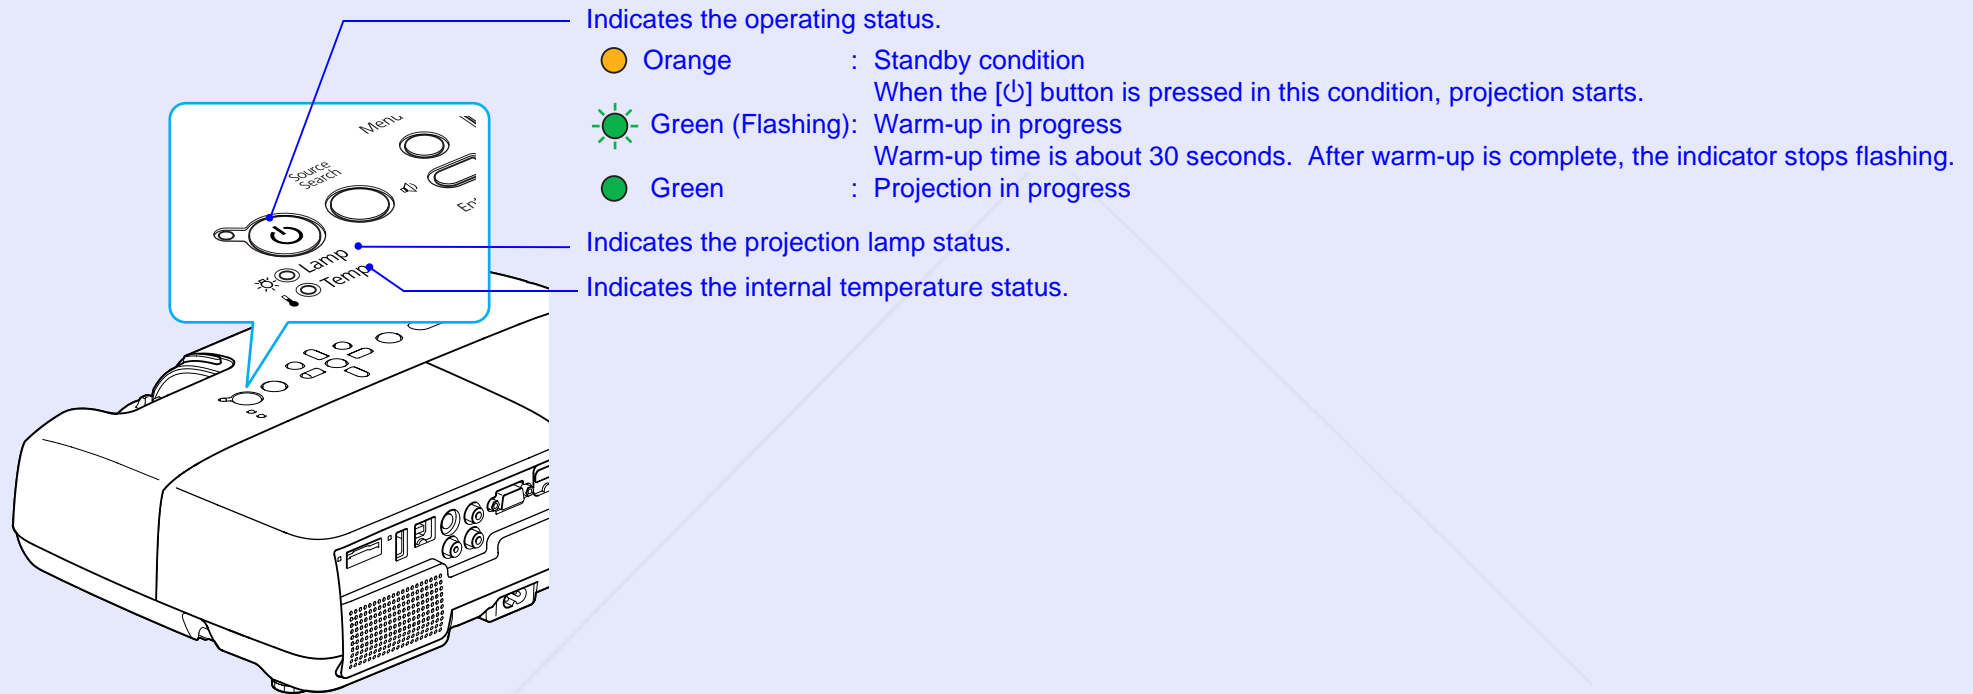 Indicates the operating status.
Orange : Standby condition
When the [⏻] button is pressed in this condition, projection starts.
Green (Flashing): Warm-up in progress
Warm-up time is about 30 seconds. After warm-up is complete, the indicator stops flashing.
Green : Projection in progress
Indicates the projection lamp status.
Indicates the internal temperature status.
Menu
Source
Search
Lamp
Temp